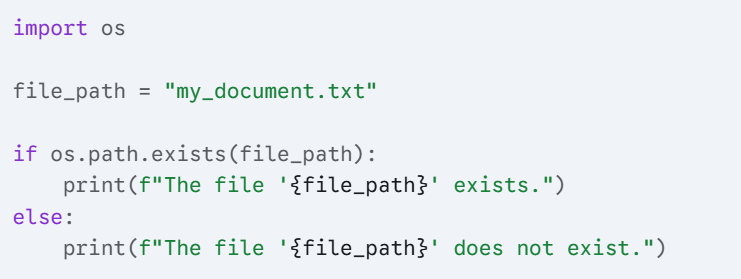 import os

file_path = "my_document.txt"

if os.path.exists(file_path):
    print(f"The file '{file_path}' exists.")
else:
    print(f"The file '{file_path}' does not exist.")